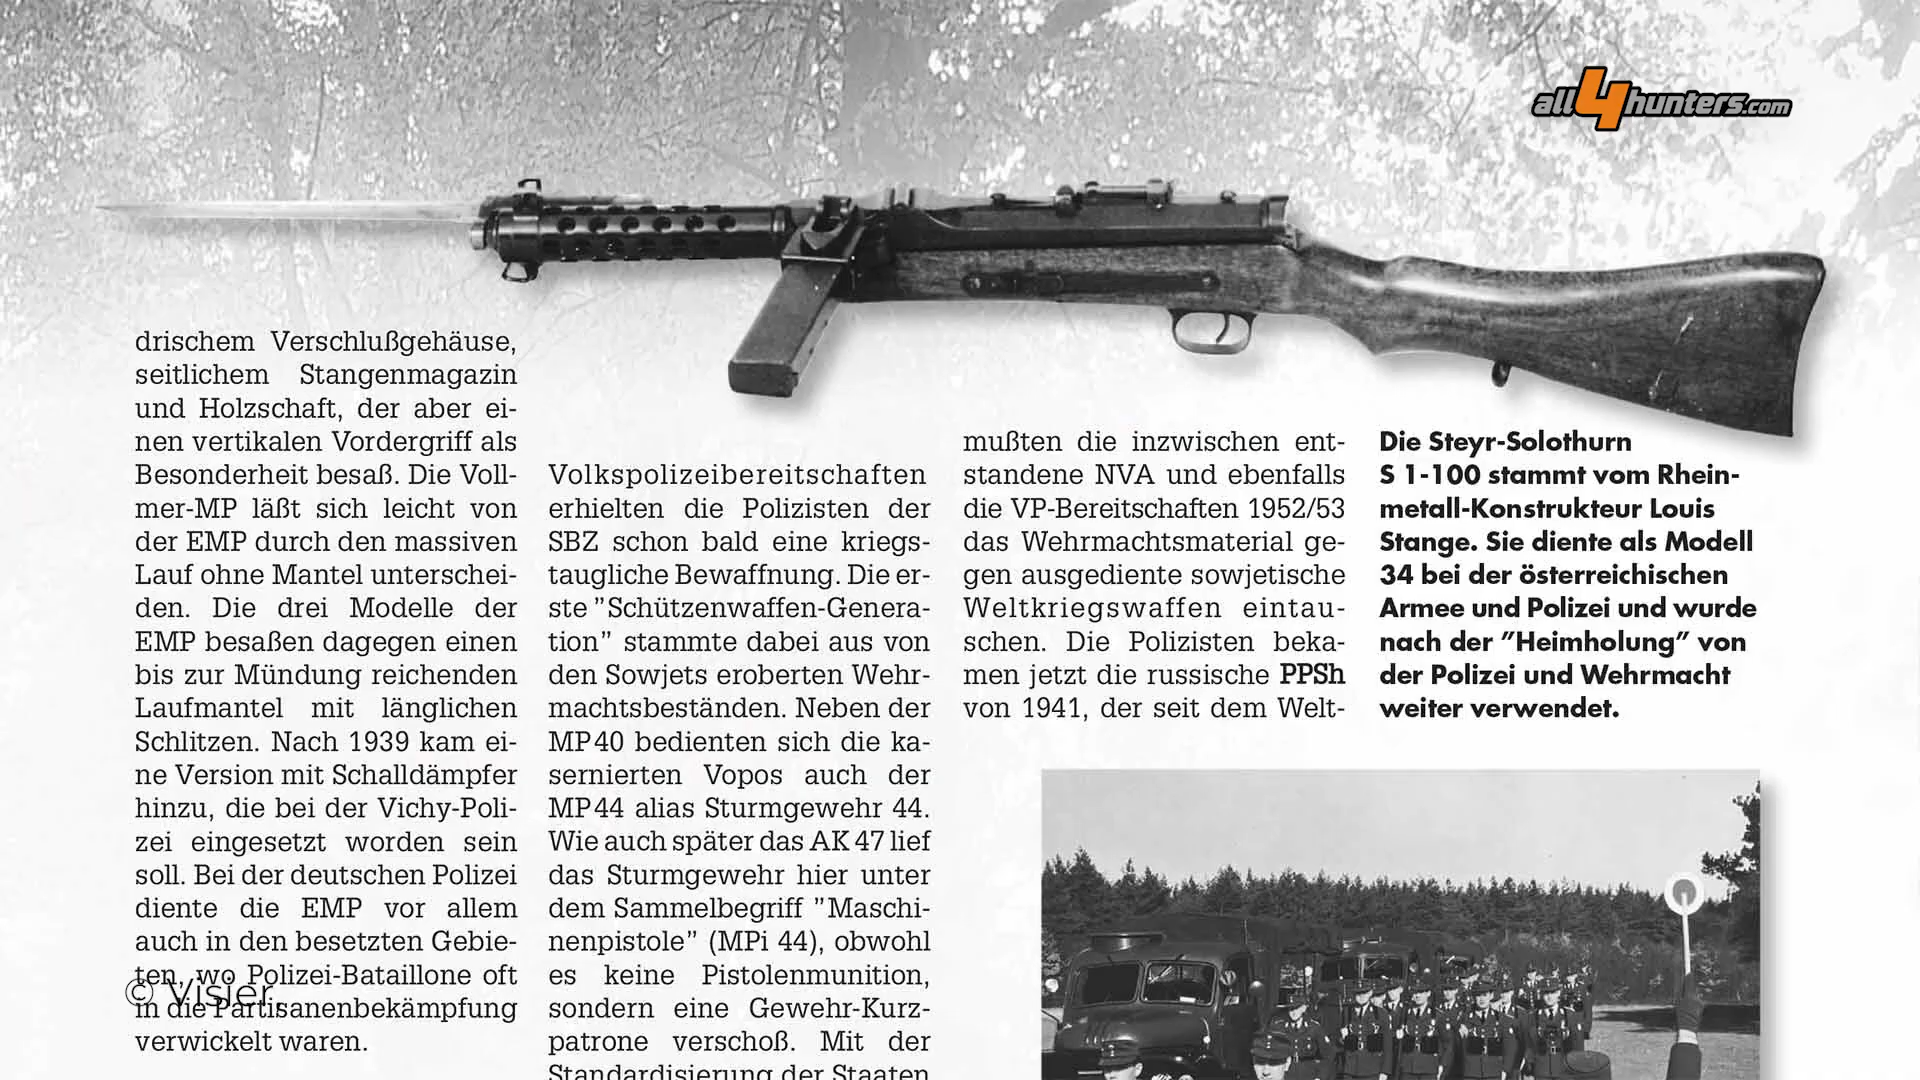 all4hunters.com
drischem Verschlußgehäuse,
seitlichem Stangenmagazin
und Holzschaft, der aber ei-
nen vertikalen Vordergriff als
Besonderheit besaß. Die Voll-
mer-MP läßt sich leicht von
der EMP durch den massiven
Lauf ohne Mantel unterschei-
den. Die drei Modelle der
EMP besaßen dagegen einen
bis zur Mündung reichenden
Laufmantel mit länglichen
Schlitzen. Nach 1939 kam ei-
ne Version mit Schalldämpfer
hinzu, die bei der Vichy-Poli-
zei eingesetzt worden sein
soll. Bei der deutschen Polizei
diente die EMP vor allem
auch in den besetzten Gebie-
ten, wo Polizei-Bataillone oft
in die Partisanenbekämpfung
verwickelt waren.
© Visier,
Volkspolizeibereitschaften
erhielten die Polizisten der
SBZ schon bald eine kriegs-
taugliche Bewaffnung. Die er-
ste ”Schützenwaffen-Genera-
tion” stammte dabei aus von
den Sowjets eroberten Wehr-
machtsbeständen. Neben der
MP40 bedienten sich die ka-
sernierten Vopos auch der
MP44 alias Sturmgewehr 44.
Wie auch später das AK 47 lief
das Sturmgewehr hier unter
dem Sammelbegriff ”Maschi-
nenpistole” (MPi 44), obwohl
es keine Pistolenmunition,
sondern eine Gewehr-Kurz-
patrone verschoß. Mit der
Standardisierung der Staaten
mußten die inzwischen ent-
standene NVA und ebenfalls
die VP-Bereitschaften 1952/53
das Wehrmachtsmaterial ge-
gen ausgediente sowjetische
Weltkriegswaffen eintau-
schen. Die Polizisten beka-
men jetzt die russische PPSh
von 1941, der seit dem Welt-
Die Steyr-Solothurn
S 1-100 stammt vom Rhein-
metall-Konstrukteur Louis
Stange. Sie diente als Modell
34 bei der österreichischen
Armee und Polizei und wurde
nach der ”Heimholung” von
der Polizei und Wehrmacht
weiter verwendet.